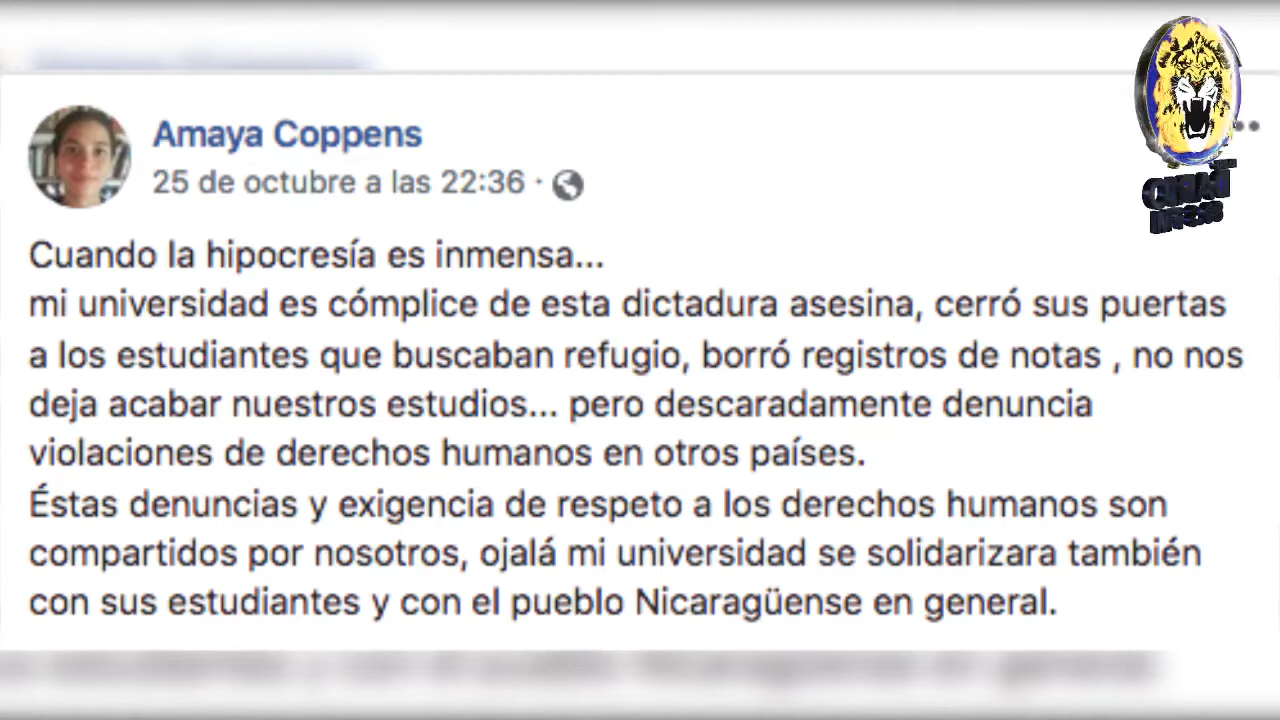 Amaya Coppens
25 de octubre a las 22:36 ·
Cuando la hipocresía es inmensa...
mi universidad es cómplice de esta dictadura asesina, cerró sus puertas
a los estudiantes que buscaban refugio, borró registros de notas , no nos
deja acabar nuestros estudios... pero descaradamente denuncia
violaciones de derechos humanos en otros países.
Éstas denuncias y exigencia de respeto a los derechos humanos son
compartidos por nosotros, ojalá mi universidad se solidarizara también
con sus estudiantes y con el pueblo Nicaragüense en general.